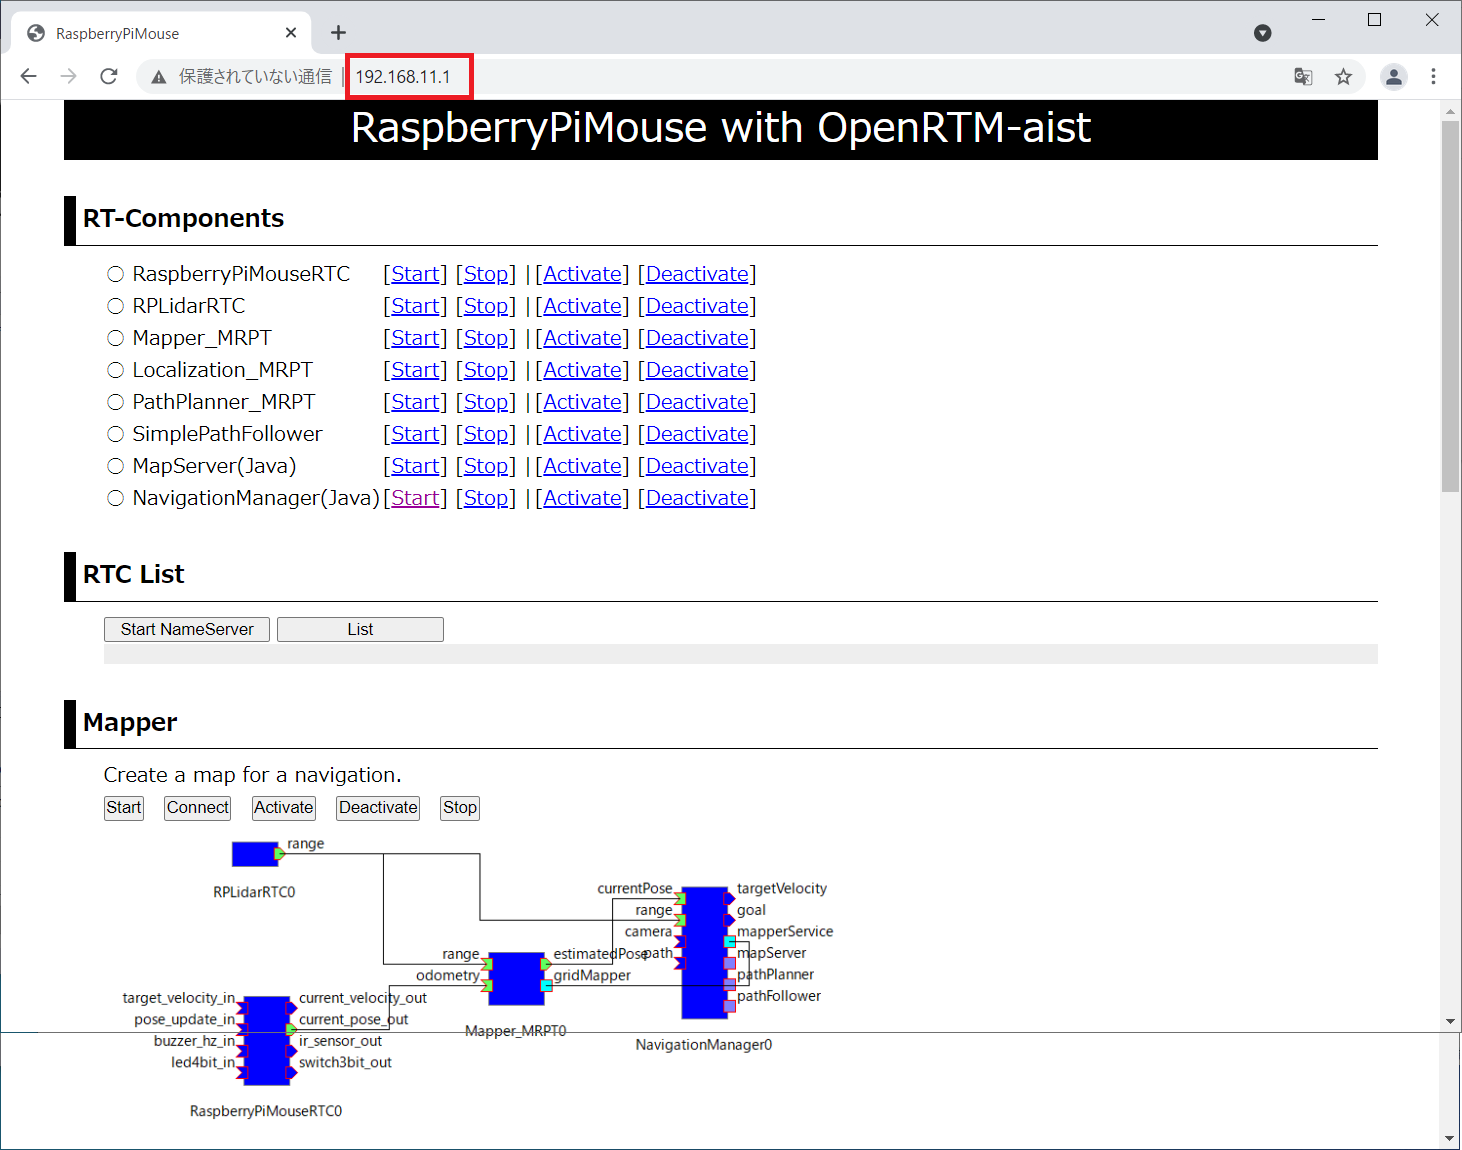 RaspberryPiMouse
保護されていない通信 | 192.168.11.1
RaspberryPiMouse with OpenRTM-aist
RT-Components
RaspberryPiMouseRTC [Start] [Stop] | [Activate] [Deactivate]
RPLidarRTC [Start] [Stop] | [Activate] [Deactivate]
Mapper_MRPT [Start] [Stop] | [Activate] [Deactivate]
Localization_MRPT [Start] [Stop] | [Activate] [Deactivate]
PathPlanner_MRPT [Start] [Stop] | [Activate] [Deactivate]
SimplePathFollower [Start] [Stop] | [Activate] [Deactivate]
MapServer(Java) [Start] [Stop] | [Activate] [Deactivate]
NavigationManager(Java) [Start] [Stop] | [Activate] [Deactivate]
RTC List
Start NameServer List
Mapper
Create a map for a navigation.
Start Connect Activate Deactivate Stop
range
RPLidarRTC0
currentPose targetVelocity
range goal
camera mapperService
range estimatedPose path mapServer
odometry gridMapper pathPlanner
target_velocity_in current_velocity_out pathFollower
pose_update_in current_pose_out
Mapper_MRPT0
buzzer_hz_in ir_sensor_out NavigationManager0
led4bit_in switch3bit_out
RaspberryPiMouseRTC0